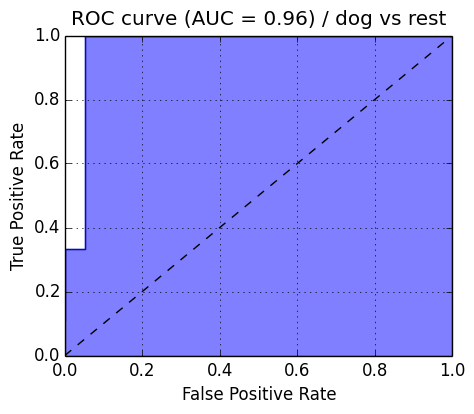 ROC curve (AUC = 0.96) / dog vs rest
1.0
0.8
0.6
0.4
0.2
0.0
True Positive Rate
0.0 0.2 0.4 0.6 0.8 1.0
False Positive Rate